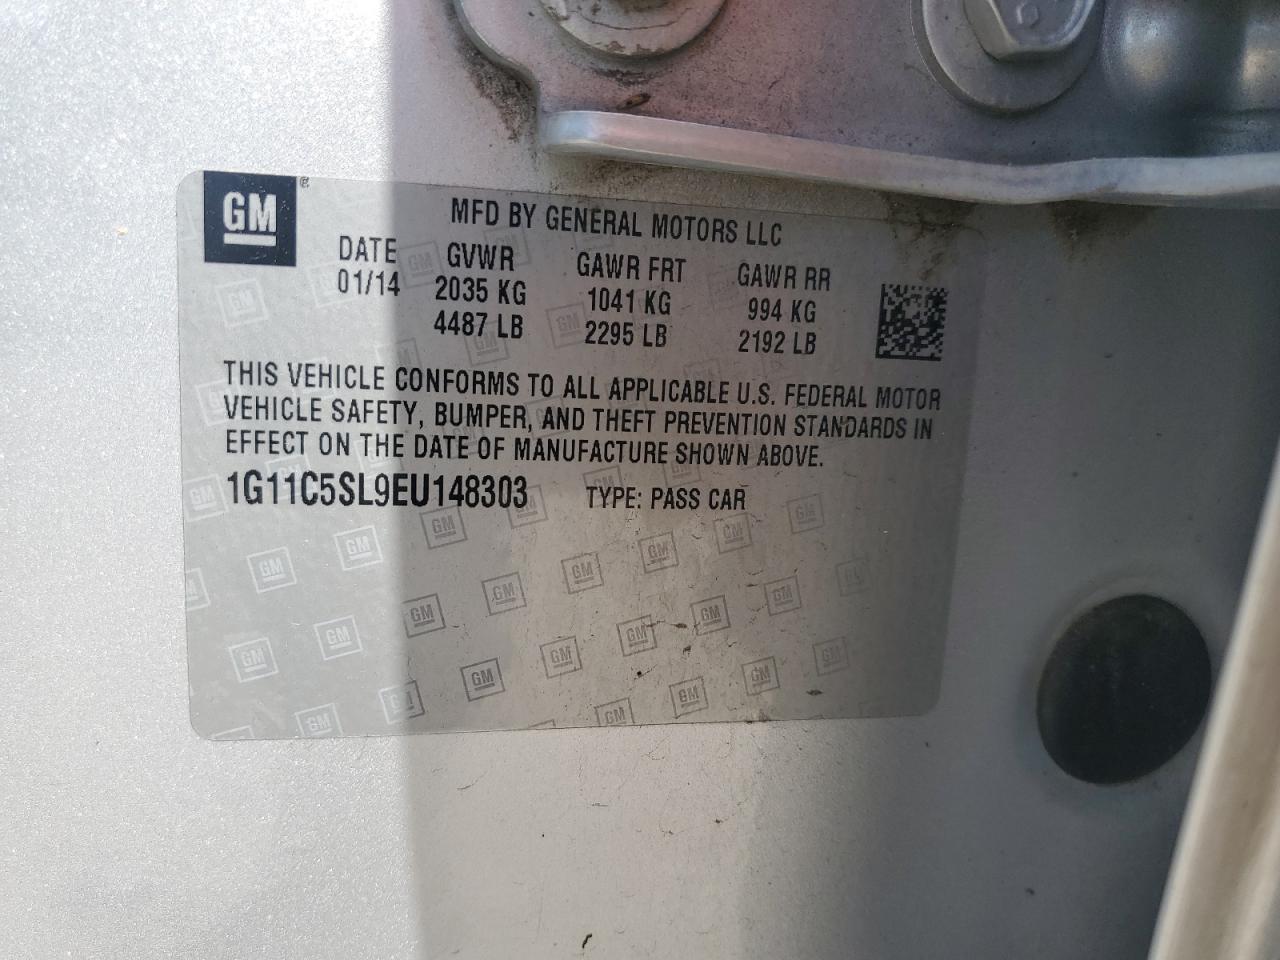 GM
MFD BY GENERAL MOTORS LLC
DATE GVWR GAWR FRT GAWR RR
01/14 2035 KG 1041 KG 994 KG
4487 LB 2295 LB 2192 LB
THIS VEHICLE CONFORMS TO ALL APPLICABLE U.S. FEDERAL MOTOR
VEHICLE SAFETY, BUMPER, AND THEFT PREVENTION STANDARDS IN
EFFECT ON THE DATE OF MANUFACTURE SHOWN ABOVE.
1G11C5SL9EU148303 TYPE: PASS CAR